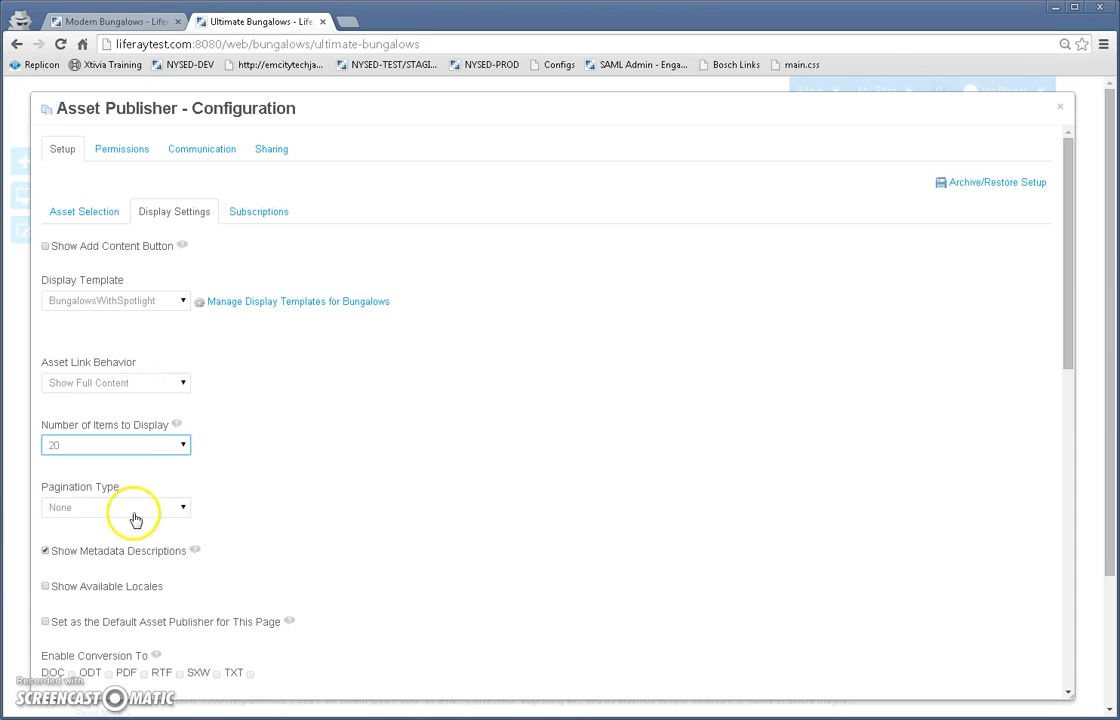 Modern Bungalows - Life
Ultimate Bungalows - Life
liferaytest.com:8080/web/bungalows/ultimate-bungalows
Replicon
Xtivia Training
NYSED-DEV
http://emcitytechja...
NYSED-TEST/STAGI...
NYSED-PROD
Configs
SAML Admin - Enga...
Bosch Links
main.css
Asset Publisher - Configuration
Setup
Permissions
Communication
Sharing
Archive/Restore Setup
Asset Selection
Display Settings
Subscriptions
Show Add Content Button
Display Template
BungalowsWithSpotlight
Manage Display Templates for Bungalows
Asset Link Behavior
Show Full Content
Number of Items to Display
20
Pagination Type
None
Show Metadata Descriptions
Show Available Locales
Set as the Default Asset Publisher for This Page
Enable Conversion To
DOC ODT PDF RTF SXW TXT
Recorded with
SCREENCAST MATIC